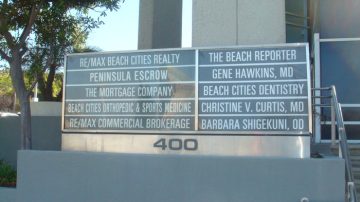 RE/MAX BEACH CITIES REALTY
PENINSULA ESCROW
THE MORTGAGE COMPANY
BEACH CITIES ORTHOPEDIC & SPORTS MEDICINE
RE/MAX COMMERCIAL BROKERAGE
THE BEACH REPORTER
GENE HAWKINS, MD
BEACH CITIES DENTISTRY
CHRISTINE V. CURTIS, MD
BARBARA SHIGEKUNI, OD
400